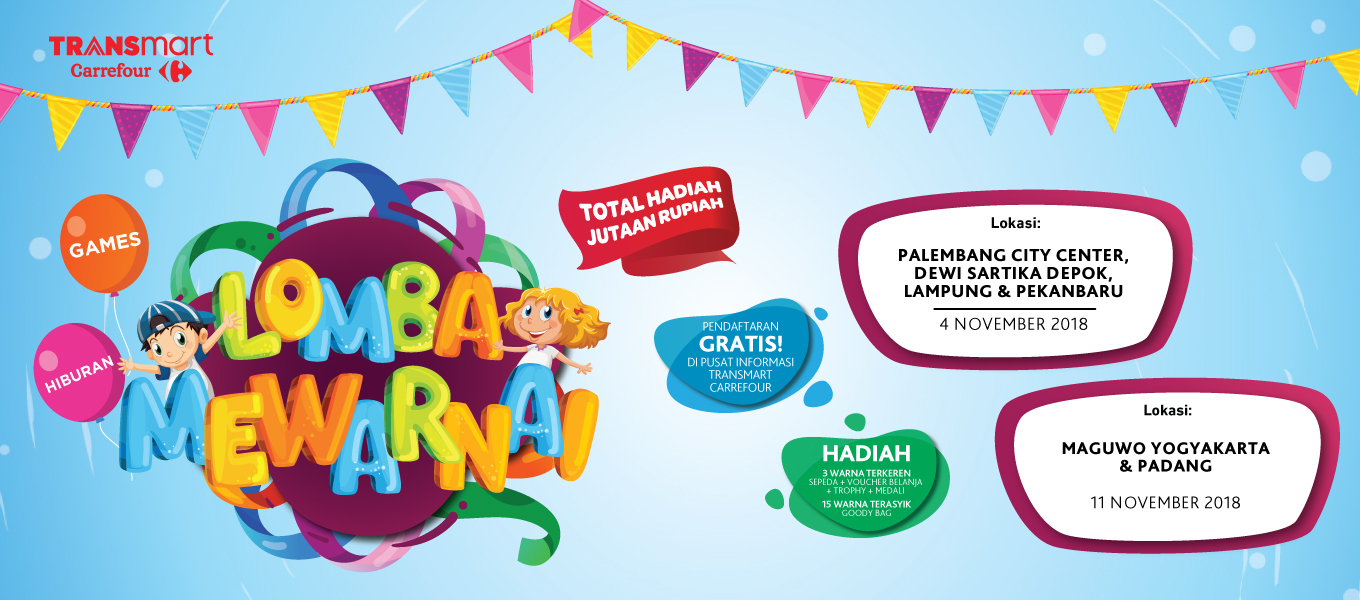 TRANSmart
Carrefour
GAMES
HIBURAN
LOMBA
MEWARNAI
TOTAL HADIAH
JUTAAN RUPIAH
PENDAFTARAN
GRATIS!
DI PUSAT INFORMASI
TRANSMART
CARREFOUR
HADIAH
3 WARNA TERKEREN
SEPEDA + VOUCHER BELANJA
+ TROPHY + MEDALI
15 WARNA TERASYIK
GOODY BAG
Lokasi:
PALEMBANG CITY CENTER,
DEWI SARTIKA DEPOK,
LAMPUNG & PEKANBARU
4 NOVEMBER 2018
Lokasi:
MAGUWO YOGYAKARTA
& PADANG
11 NOVEMBER 2018